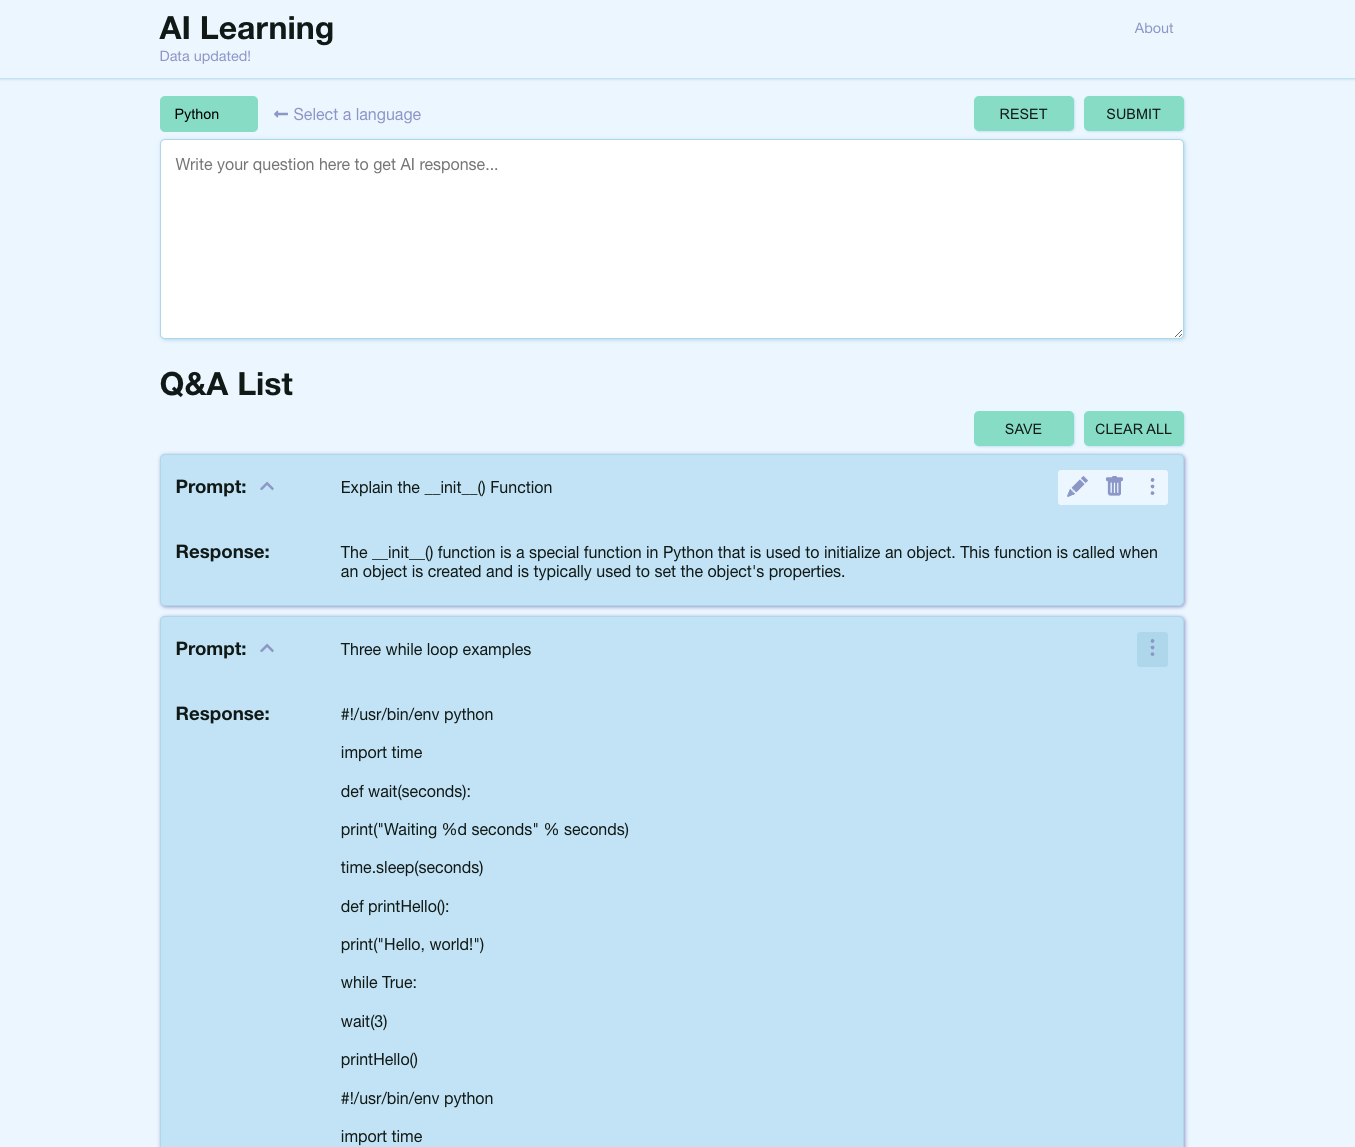 AI Learning
About
Data updated!
Python
Select a language
RESET
SUBMIT
Write your question here to get AI response...
Q&A List
SAVE
CLEAR ALL
Prompt:
Explain the __init__() Function
Response:
The __init__() function is a special function in Python that is used to initialize an object. This function is called when
an object is created and is typically used to set the object's properties.
Prompt:
Three while loop examples
Response:
#!/usr/bin/env python
import time
def wait(seconds):
print("Waiting %d seconds" % seconds)
time.sleep(seconds)
def printHello():
print("Hello, world!")
while True:
wait(3)
printHello()
#!/usr/bin/env python
import time